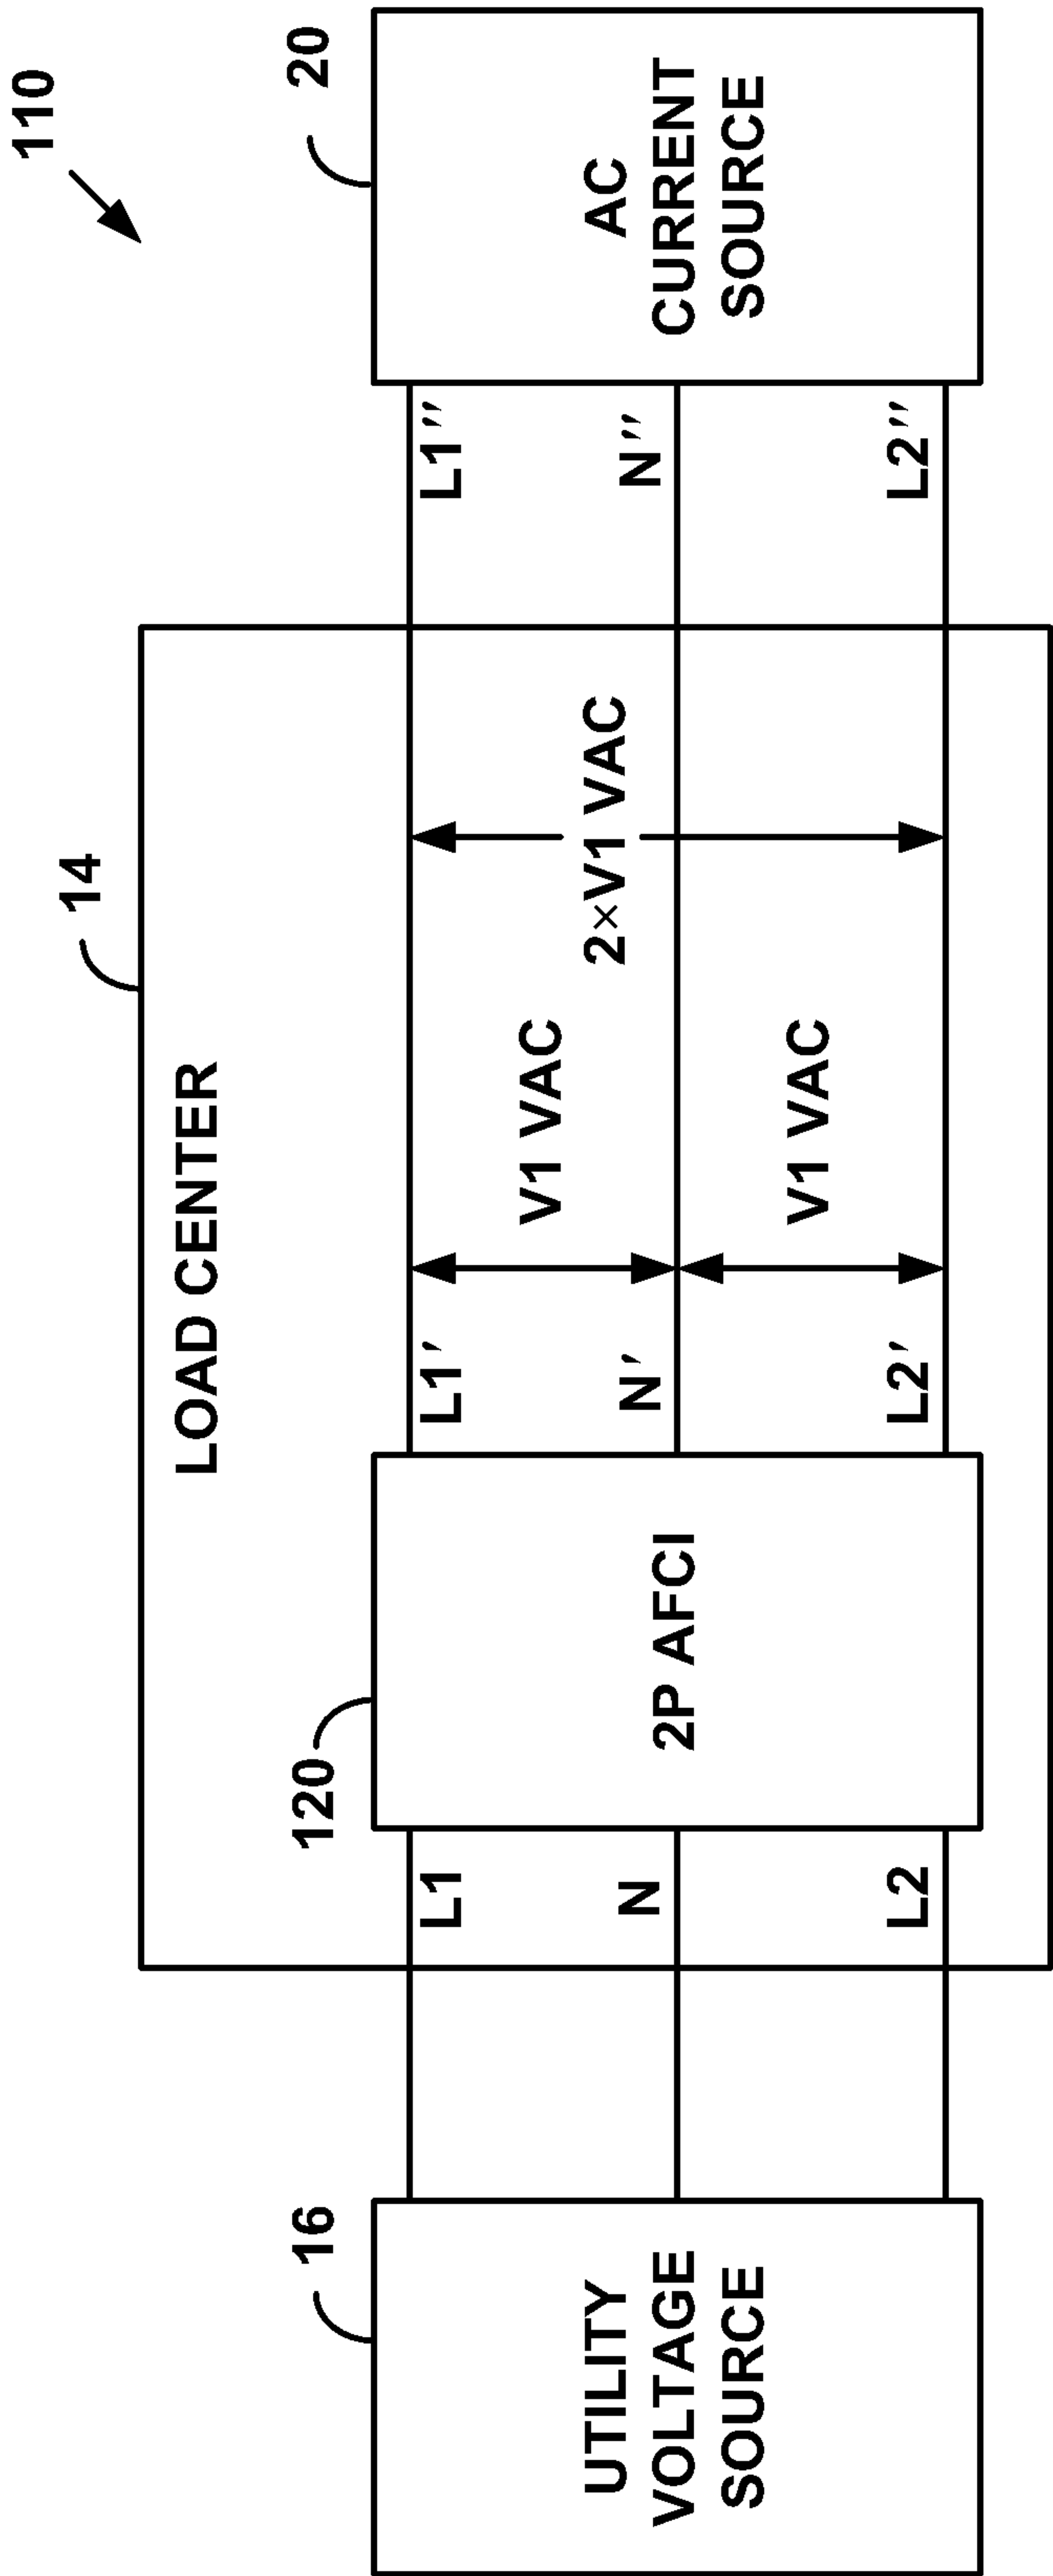 110
14
20
LOAD CENTER
16
120
UTILITY
VOLTAGE
SOURCE
L1
N
L2
2P AFCI
L1′
N′
L2′
V1 VAC
V1 VAC
2×V1 VAC
L1″
N″
L2″
AC
CURRENT
SOURCE